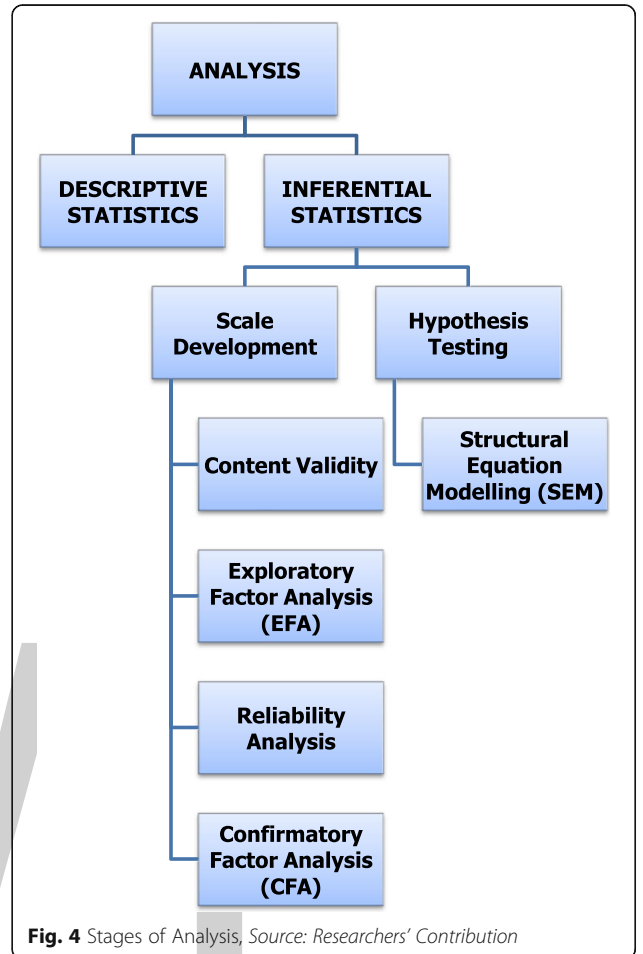 ANALYSIS
DESCRIPTIVE
STATISTICS
INFERENTIAL
STATISTICS
Scale
Development
Hypothesis
Testing
Content Validity
Structural
Equation
Modelling (SEM)
Exploratory
Factor Analysis
(EFA)
Reliability
Analysis
Confirmatory
Factor Analysis
(CFA)
Fig. 4 Stages of Analysis, Source: Researchers’ Contribution